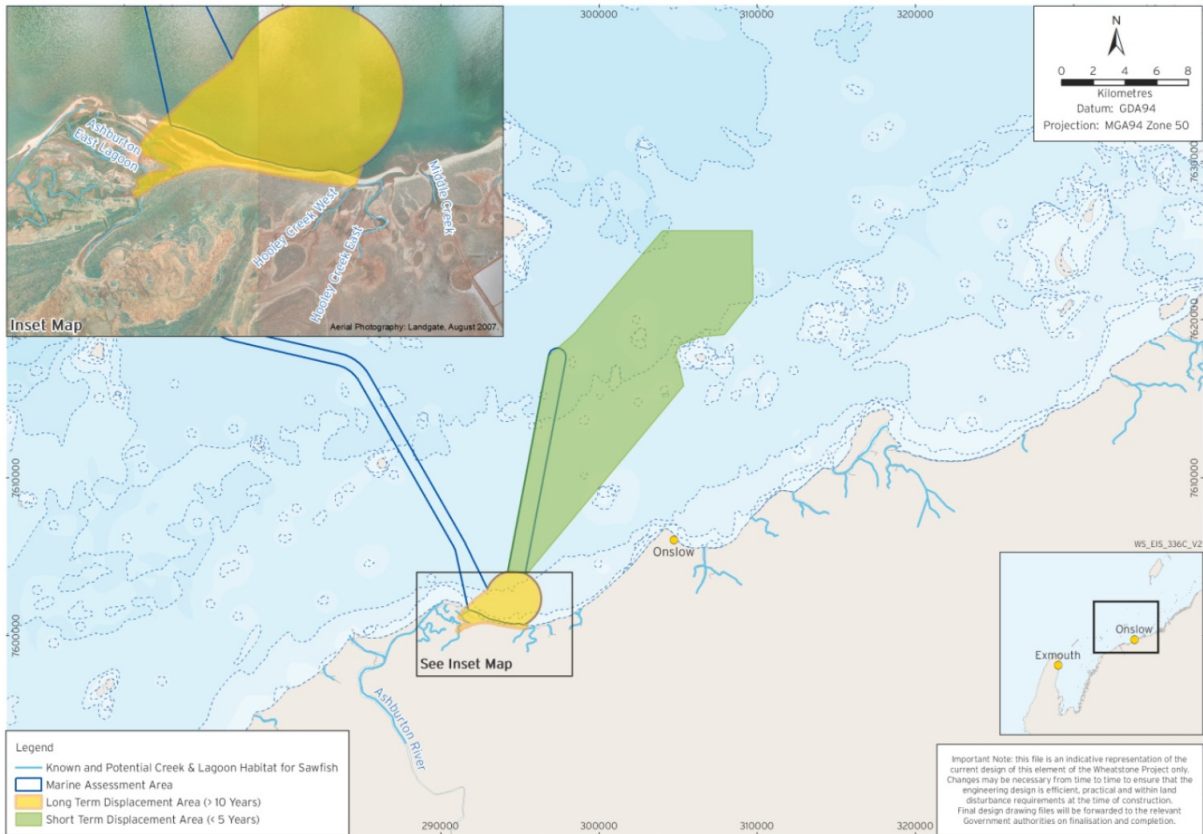 300000
310000
320000
N
0 2 4 6 8
Kilometres
Datum: GDA94
Projection: MGA94 Zone 50
Ashburton
East Lagoon
Hooley Creek West
Hooley Creek East
Middle Creek
Inset Map
Aerial Photography: Landgate, August 2007.
7620000
7610000
7610000
7600000
Onslow
WS_EIS_336C_V2
See Inset Map
Ashburton River
Onslow
Exmouth
Legend
Known and Potential Creek & Lagoon Habitat for Sawfish
Marine Assessment Area
Long Term Displacement Area (> 10 Years)
Short Term Displacement Area (< 5 Years)
Important Note: this file is an indicative representation of the
current design of this element of the Wheatstone Project only.
Changes may be necessary from time to time to ensure that the
engineering design is efficient, practical and within land
disturbance requirements at the time of construction.
Final design drawing files will be forwarded to the relevant
Government authorities on finalisation and completion.
290000
300000
310000
320000